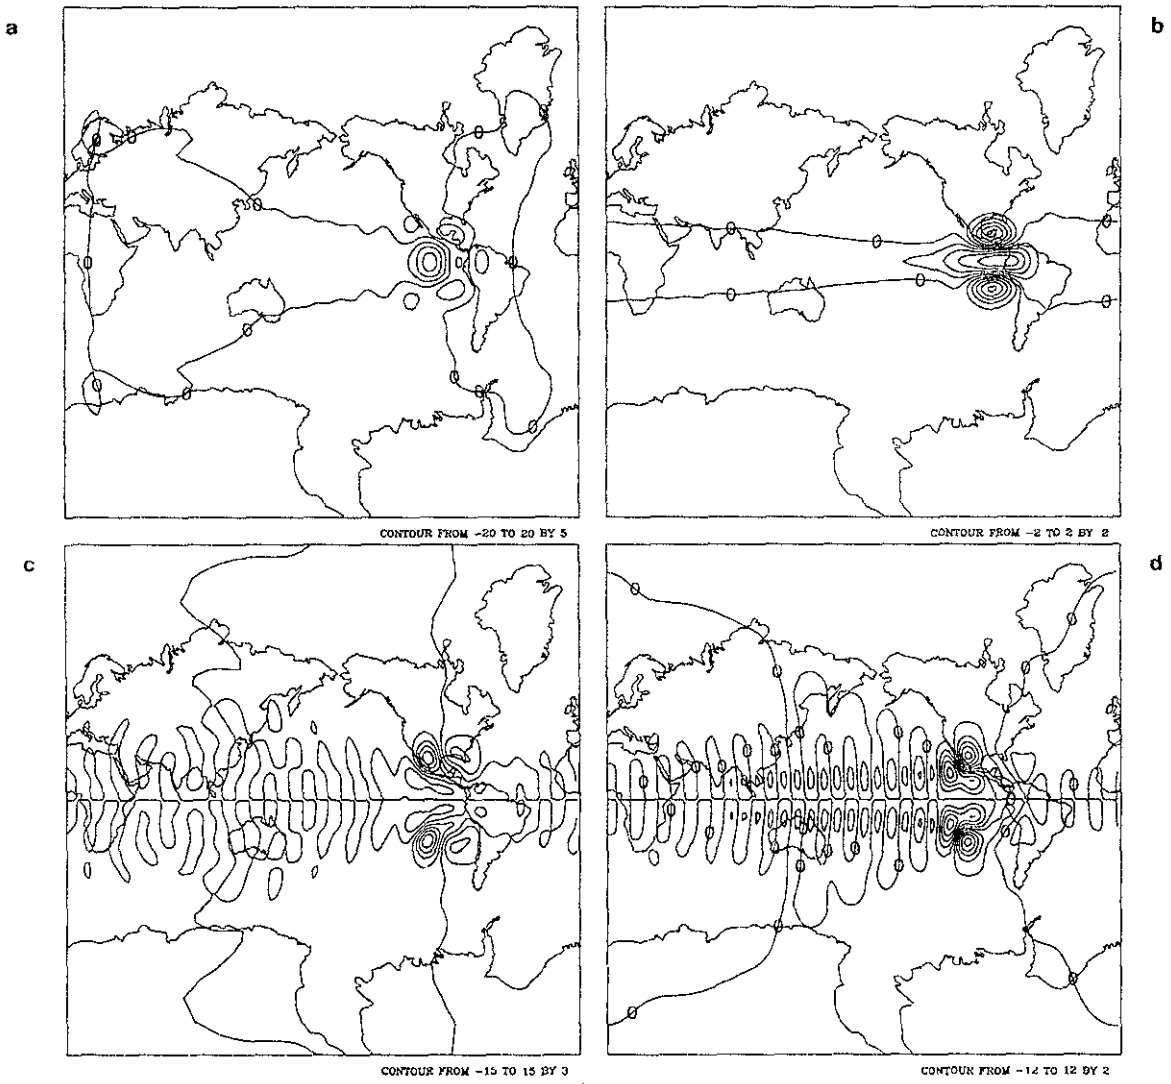 a
b
CONTOUR FROM -20 TO 20 BY 5
CONTOUR FROM -2 TO 2 BY 2
c
d
CONTOUR FROM -15 TO 15 BY 3
CONTOUR FROM -12 TO 12 BY 2